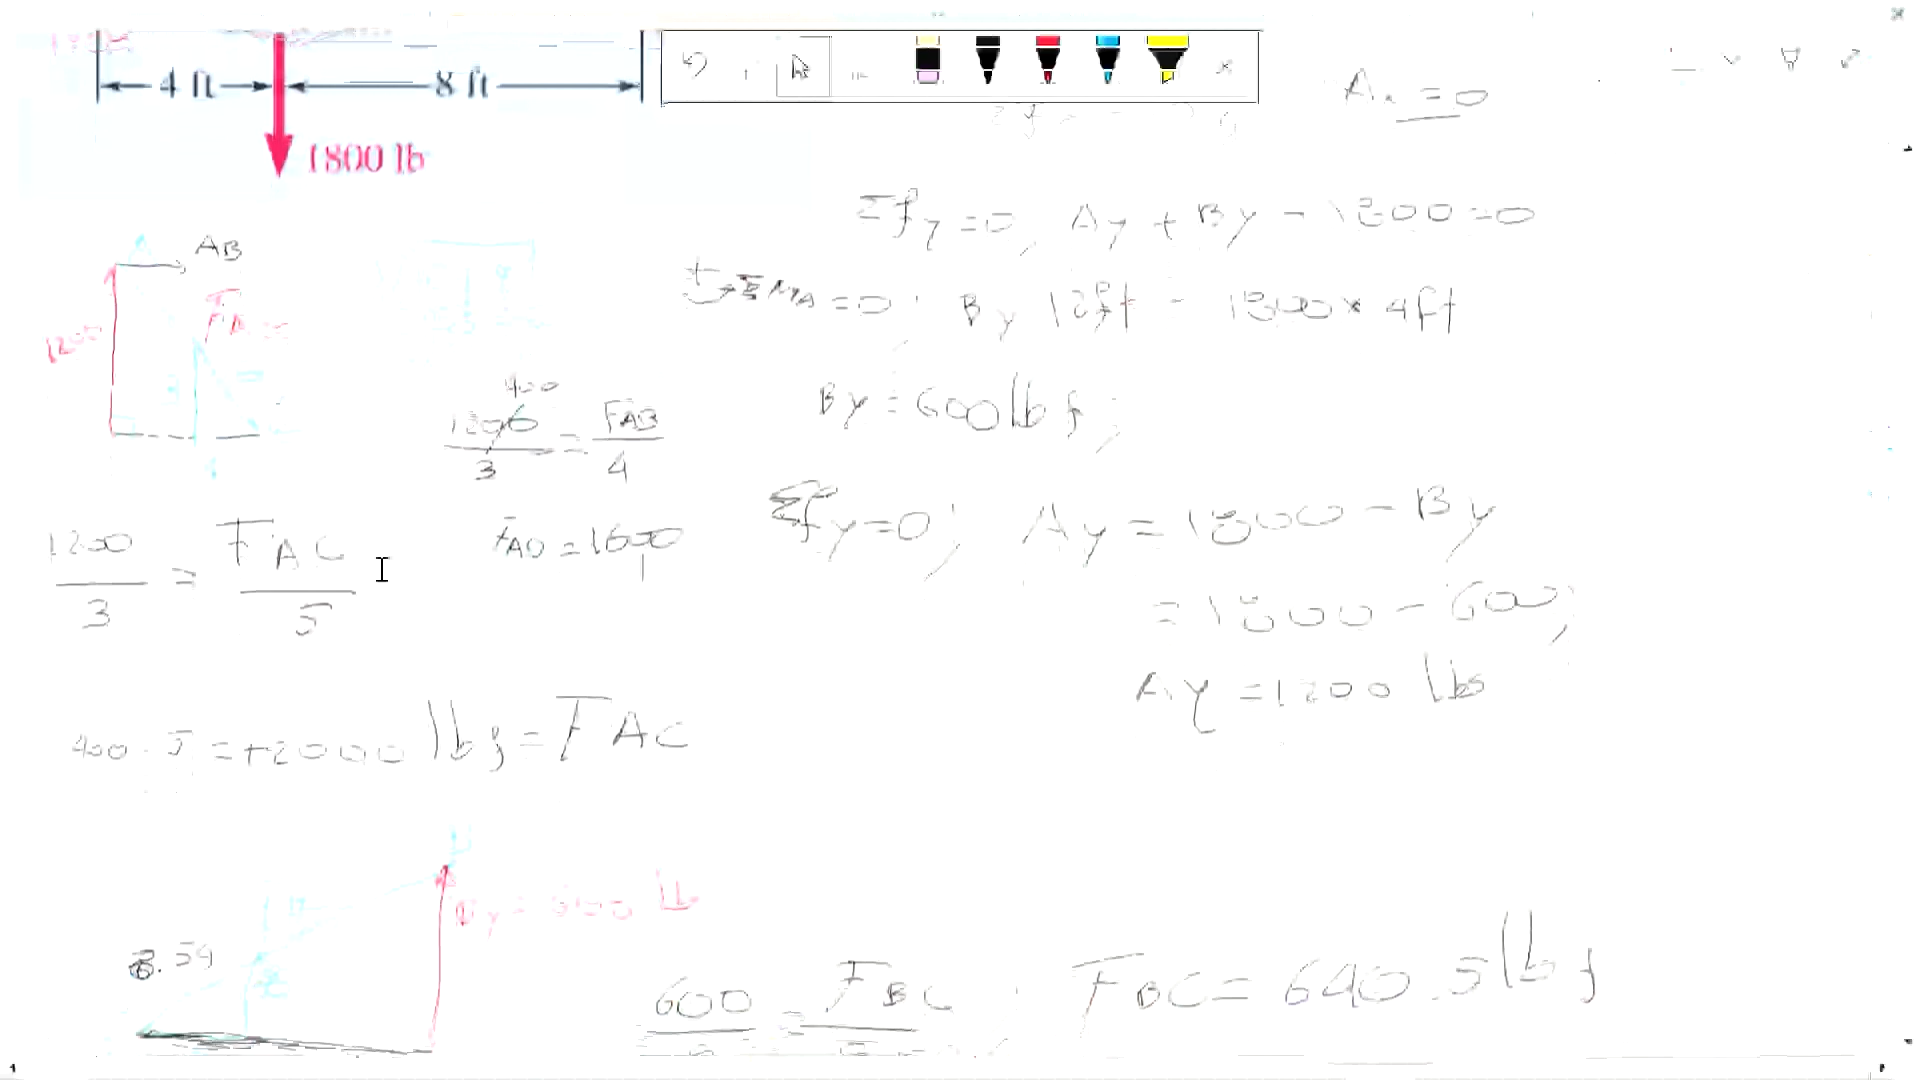 4 ft 8 ft
1800 lb
A = 0
Σfy = 0, Ay + By - 1800 = 0
AB
+ ΣMA = 0; By 12ft - 1800 × 4ft
1200
400
1200/3 = FAB/4
By = 600 lbf;
1200/3 = FAC/5
FAD = 1600
Σfy = 0; Ay = 1800 - By
= 1800 - 600;
Ay = 1200 lbs
400 · 5 = +2000 lbf = FAC
By = 600 lb
8.54
600 = FBC
FBC = 640.5 lbf